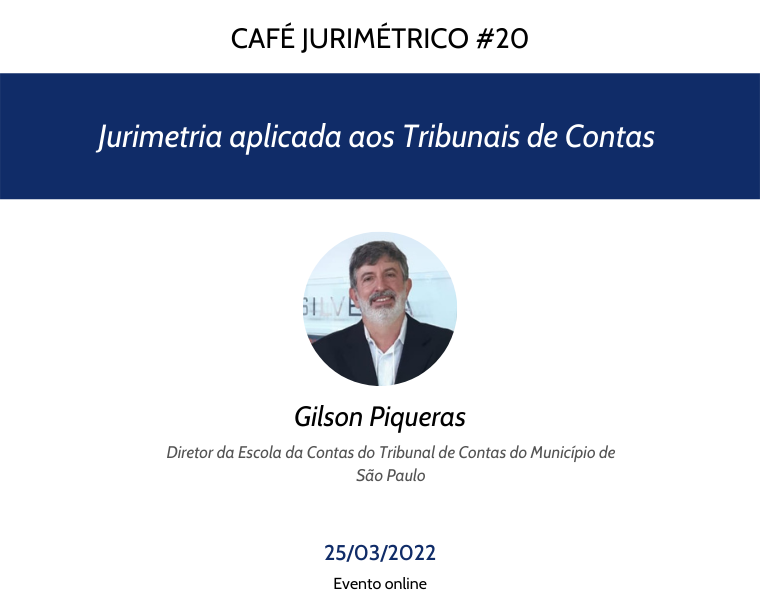 CAFÉ JURIMÉTRICO #20
Jurimetria aplicada aos Tribunais de Contas
Gilson Piqueras
Diretor da Escola da Contas do Tribunal de Contas do Município de
São Paulo
25/03/2022
Evento online